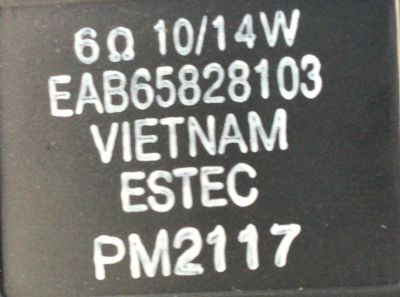 6Ω 10/14W
EAB65828103
VIETNAM
ESTEC
PM2117